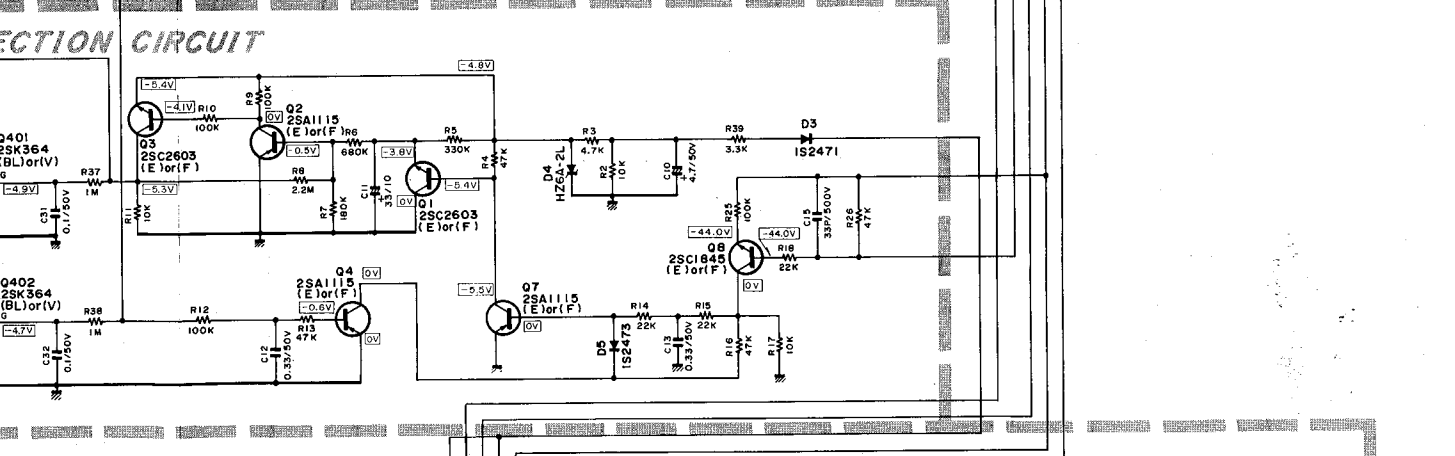 ECTION CIRCUIT
-4.8V
-5.4V
-4.1V
R10
100K
R9
100K
0V
Q2
2SA1115
(E)or(F)
R6
680K
-0.5V
Q3
2SC2603
(E)or(F)
-5.3V
Q401
2SK364
(BL)or(V)
G
-4.9V
R37
1M
C31
0.1/50V
R11
10K
R8
2.2M
R7
180K
C11
33/10
+
-3.8V
R5
330K
R4
47K
-5.4V
0V
Q1
2SC2603
(E)or(F)
D4
HZ6A-2L
R3
4.7K
R2
10K
C10
4.7/50V
+
R39
3.3K
D3
1S2471
R25
100K
C15
33P/500V
R26
47K
-44.0V
-44.0V
Q8
2SC1845
(E)or(F)
R18
22K
0V
Q402
2SK364
(BL)or(V)
G
-4.7V
R38
1M
C32
0.1/50V
R12
100K
C12
0.33/50V
R13
47K
-0.6V
Q4
2SA1115
(E)or(F)
0V
0V
-5.5V
Q7
2SA1115
(E)or(F)
0V
D5
1S2473
R14
22K
C13
0.33/50V
R15
22K
R16
47K
R17
10K